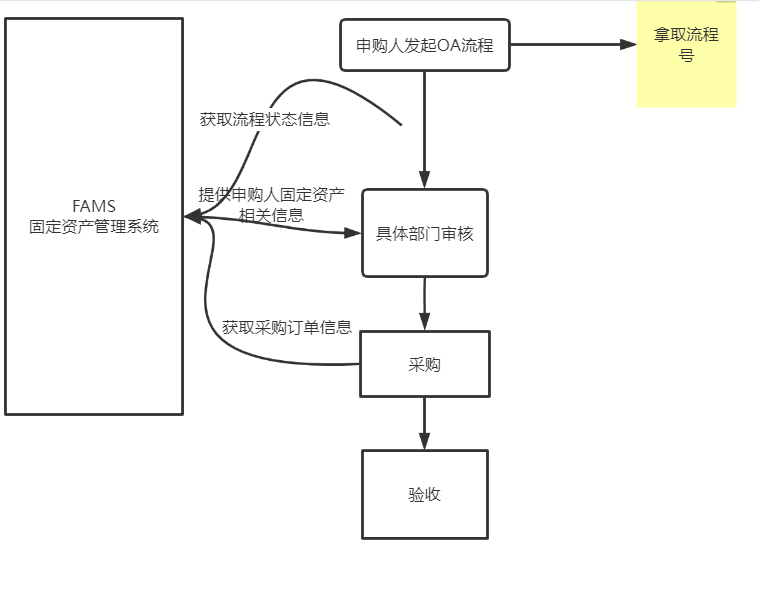 申购人发起OA流程
拿取流程
号
获取流程状态信息
提供申购人固定资产
相关信息
FAMS
固定资产管理系统
具体部门审核
获取采购订单信息
采购
验收